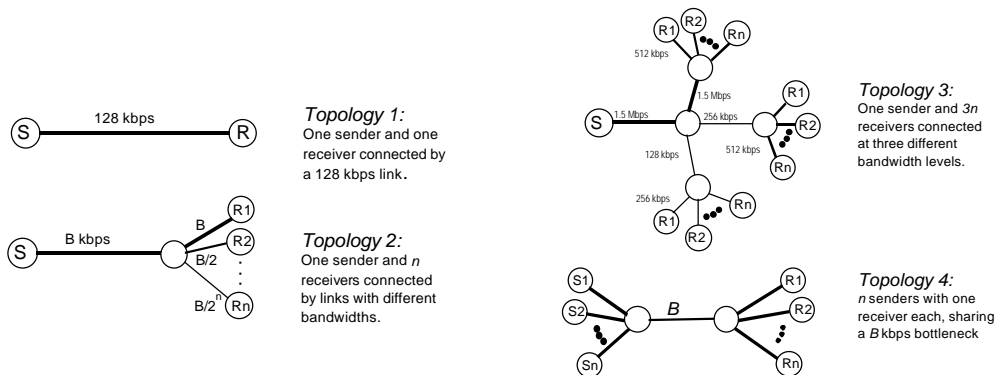 128 kbps
S
R
Topology 1:
One sender and one
receiver connected by
a 128 kbps link.
S
B kbps
B
B/2
B/2^n
R1
R2
Rn
Topology 2:
One sender and n
receivers connected
by links with different
bandwidths.
R1
R2
Rn
512 kbps
1.5 Mbps
S
1.5 Mbps
256 kbps
R1
R2
Rn
512 kbps
128 kbps
256 kbps
R1
R2
Rn
Topology 3:
One sender and 3n
receivers connected
at three different
bandwidth levels.
S1
S2
Sn
B
R1
R2
Rn
Topology 4:
n senders with one
receiver each, sharing
a B kbps bottleneck